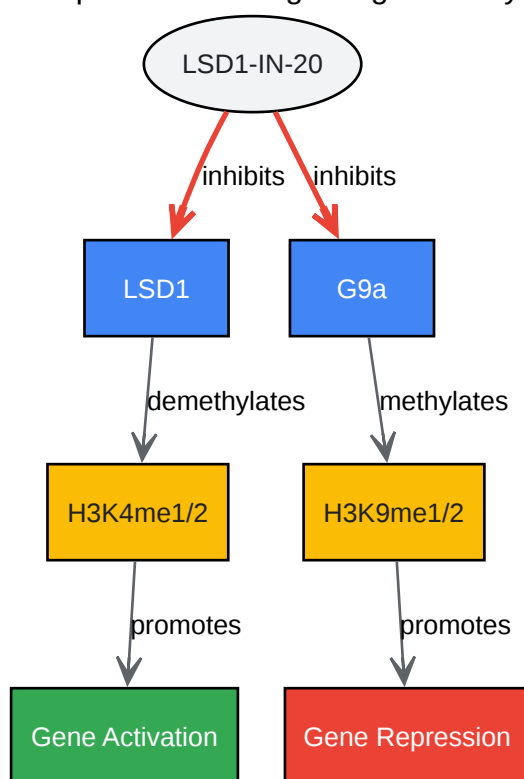 LSD1-IN-20
inhibits inhibits
LSD1 G9a
demethylates methylates
H3K4me1/2 H3K9me1/2
promotes promotes
Gene Activation Gene Repression